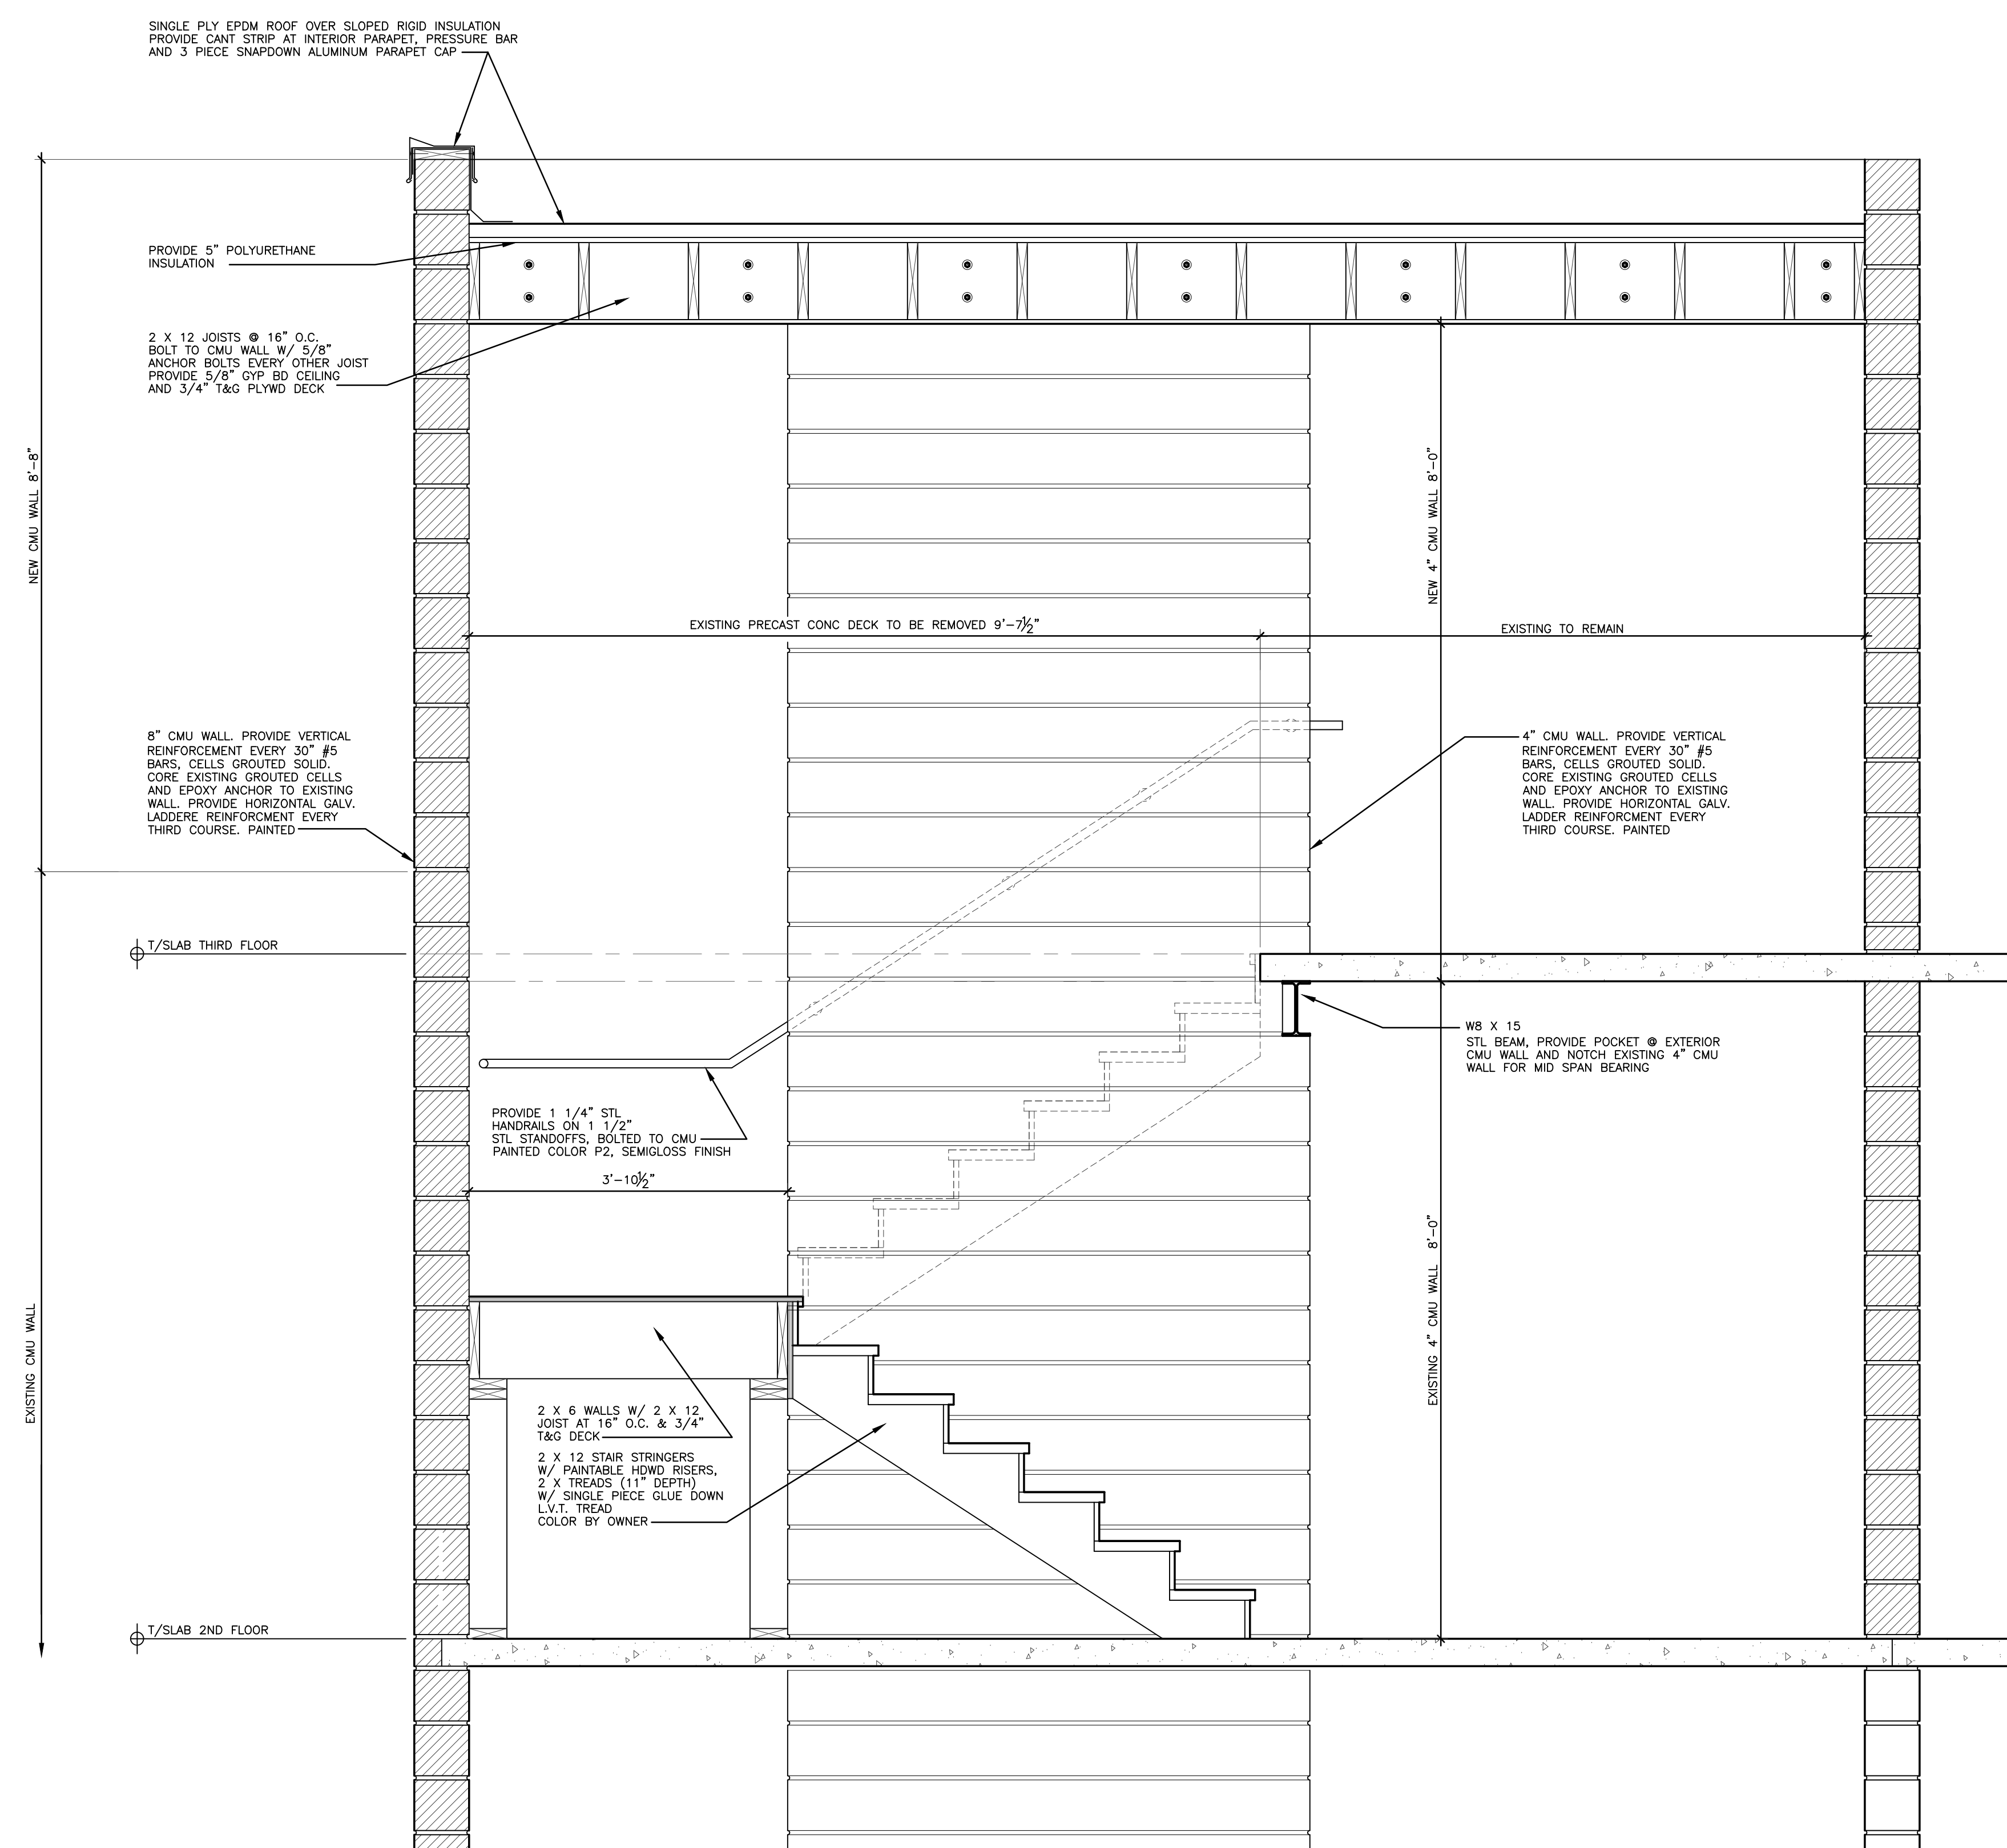 SINGLE PLY EPDM ROOF OVER SLOPED RIGID INSULATION
PROVIDE CANT STRIP AT INTERIOR PARAPET, PRESSURE BAR
AND 3 PIECE SNAPDOWN ALUMINUM PARAPET CAP
PROVIDE 5" POLYURETHANE
INSULATION
2 X 12 JOISTS @ 16" O.C.
BOLT TO CMU WALL W/ 5/8"
ANCHOR BOLTS EVERY OTHER JOIST
PROVIDE 5/8" GYP BD CEILING
AND 3/4" T&G PLYWD DECK
NEW CMU WALL 8'-8"
NEW 4" CMU WALL 8'-0"
EXISTING PRECAST CONC DECK TO BE REMOVED 9'-7½"
EXISTING TO REMAIN
8" CMU WALL. PROVIDE VERTICAL
REINFORCEMENT EVERY 30" #5
BARS, CELLS GROUTED SOLID.
CORE EXISTING GROUTED CELLS
AND EPOXY ANCHOR TO EXISTING
WALL. PROVIDE HORIZONTAL GALV.
LADDERE REINFORCMENT EVERY
THIRD COURSE. PAINTED
4" CMU WALL. PROVIDE VERTICAL
REINFORCEMENT EVERY 30" #5
BARS, CELLS GROUTED SOLID.
CORE EXISTING GROUTED CELLS
AND EPOXY ANCHOR TO EXISTING
WALL. PROVIDE HORIZONTAL GALV.
LADDER REINFORCMENT EVERY
THIRD COURSE. PAINTED
T/SLAB THIRD FLOOR
W8 X 15
STL BEAM, PROVIDE POCKET @ EXTERIOR
CMU WALL AND NOTCH EXISTING 4" CMU
WALL FOR MID SPAN BEARING
PROVIDE 1 1/4" STL
HANDRAILS ON 1 1/2"
STL STANDOFFS, BOLTED TO CMU
PAINTED COLOR P2, SEMIGLOSS FINISH
3'-10½"
EXISTING CMU WALL
EXISTING 4" CMU WALL 8'-0"
2 X 6 WALLS W/ 2 X 12
JOIST AT 16" O.C. & 3/4"
T&G DECK
2 X 12 STAIR STRINGERS
W/ PAINTABLE HDWD RISERS,
2 X TREADS (11" DEPTH)
W/ SINGLE PIECE GLUE DOWN
L.V.T. TREAD
COLOR BY OWNER
T/SLAB 2ND FLOOR